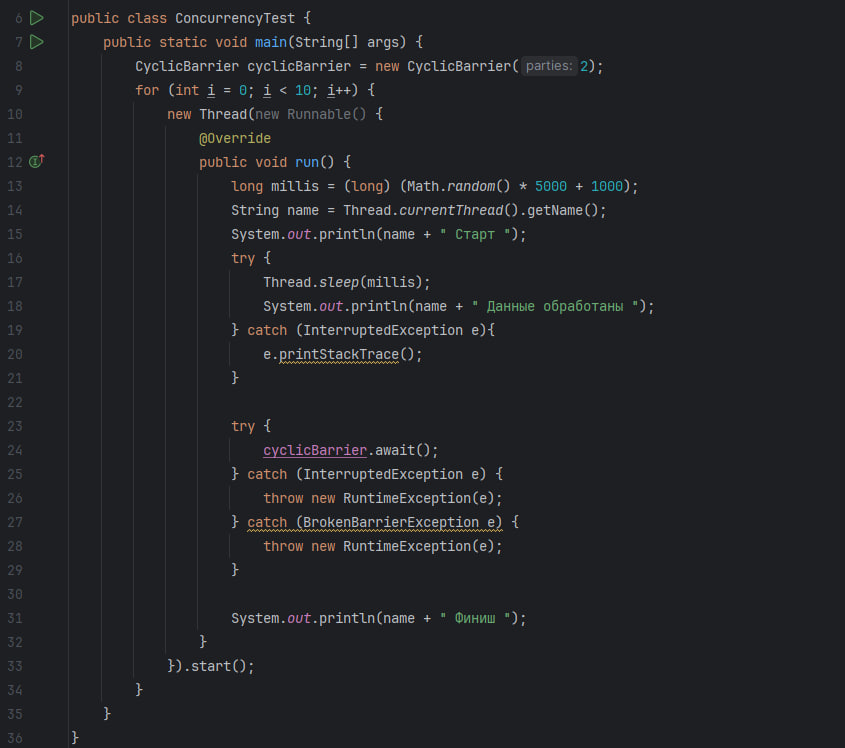 6 public class ConcurrencyTest {
7     public static void main(String[] args) {
8         CyclicBarrier cyclicBarrier = new CyclicBarrier( parties: 2);
9         for (int i = 0; i < 10; i++) {
10             new Thread(new Runnable() {
11                 @Override
12                 public void run() {
13                     long millis = (long) (Math.random() * 5000 + 1000);
14                     String name = Thread.currentThread().getName();
15                     System.out.println(name + " Старт ");
16                     try {
17                         Thread.sleep(millis);
18                         System.out.println(name + " Данные обработаны ");
19                     } catch (InterruptedException e){
20                         e.printStackTrace();
21                     }
22
23                     try {
24                         cyclicBarrier.await();
25                     } catch (InterruptedException e) {
26                         throw new RuntimeException(e);
27                     } catch (BrokenBarrierException e) {
28                         throw new RuntimeException(e);
29                     }
30
31                     System.out.println(name + " Финиш ");
32                 }
33             }).start();
34         }
35     }
36 }